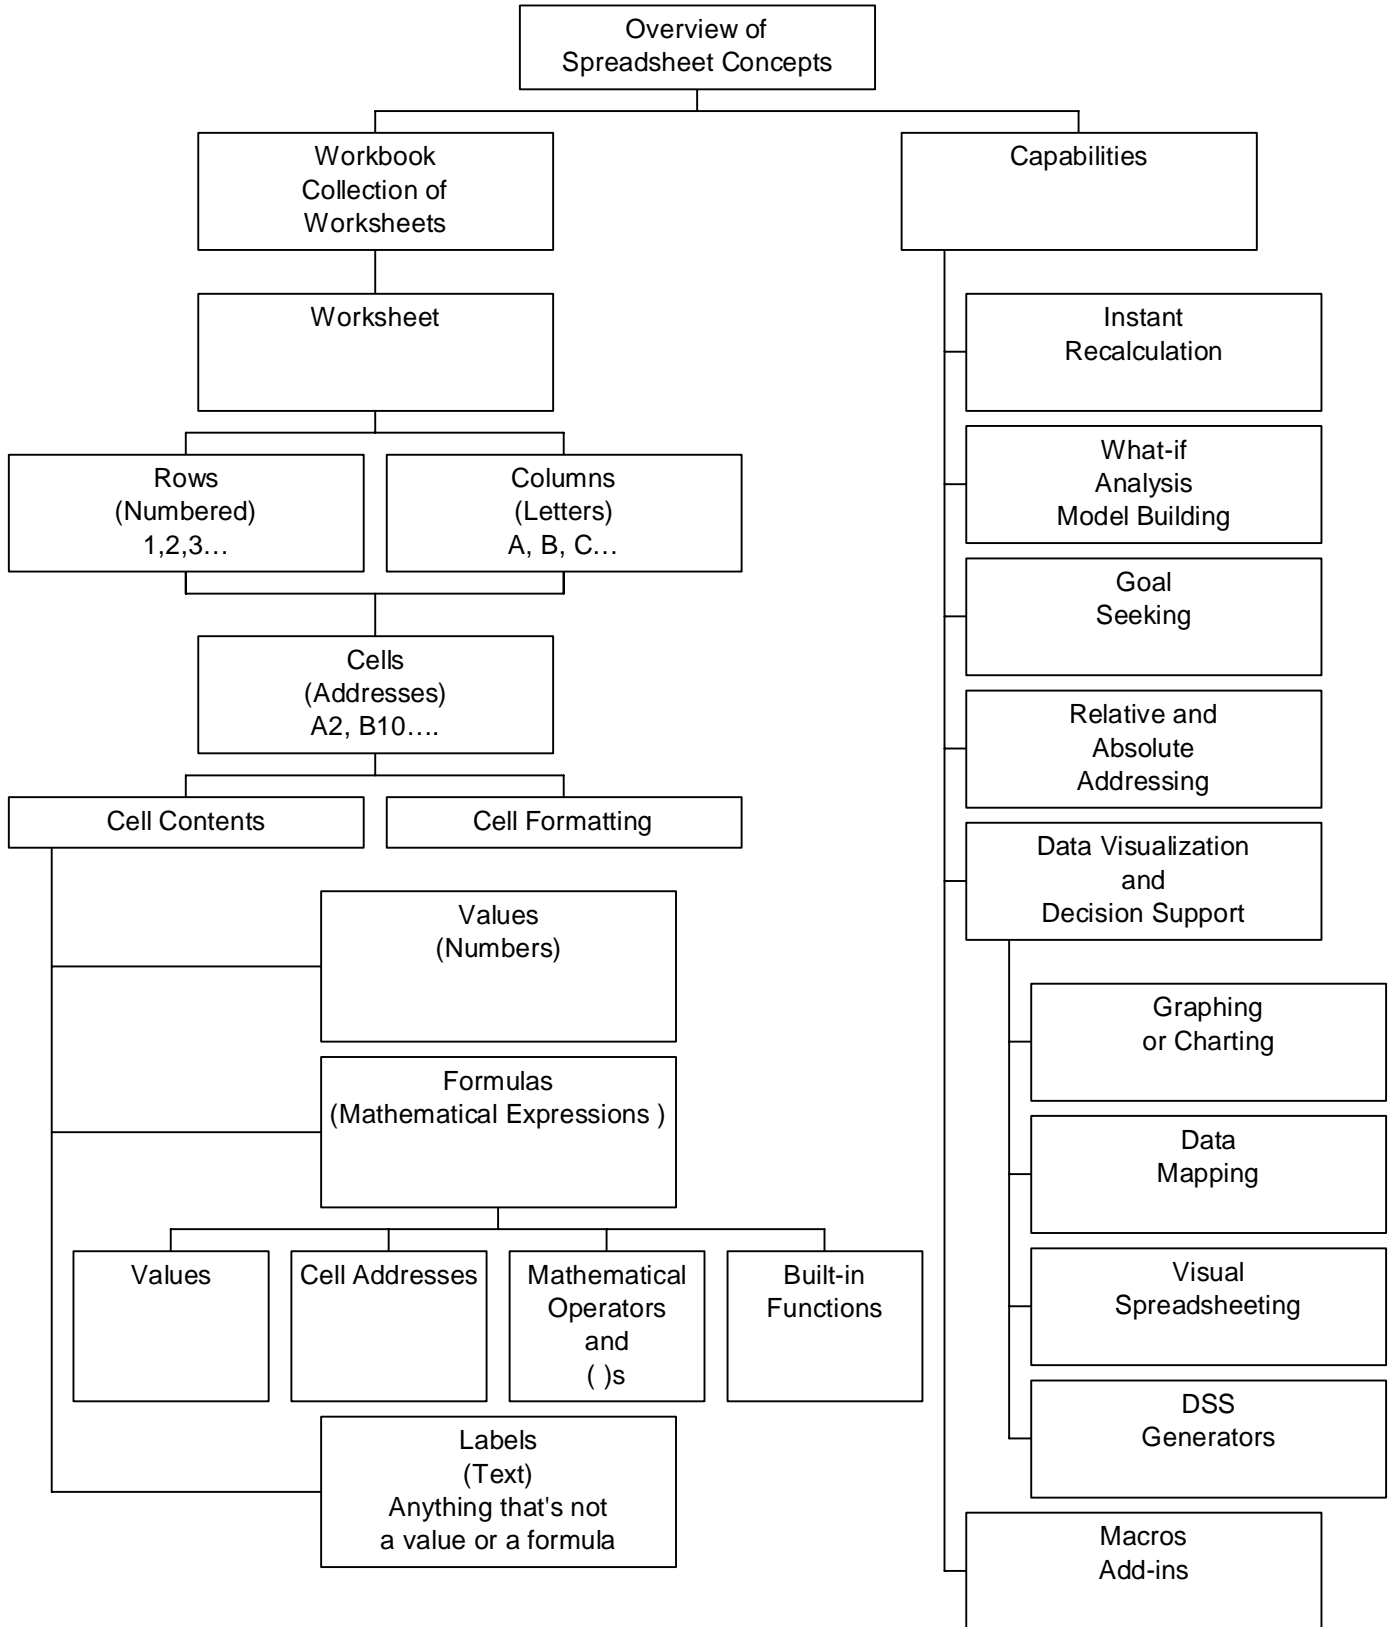 Overview of
Spreadsheet Concepts
Workbook
Collection of
Worksheets
Worksheet
Rows
(Numbered)
1,2,3…
Columns
(Letters)
A, B, C…
Cells
(Addresses)
A2, B10….
Cell Contents
Cell Formatting
Values
(Numbers)
Formulas
(Mathematical Expressions )
Values
Cell Addresses
Mathematical
Operators
and
( )s
Built-in
Functions
Labels
(Text)
Anything that's not
a value or a formula
Capabilities
Instant
Recalculation
What-if
Analysis
Model Building
Goal
Seeking
Relative and
Absolute
Addressing
Data Visualization
and
Decision Support
Graphing
or Charting
Data
Mapping
Visual
Spreadsheeting
DSS
Generators
Macros
Add-ins